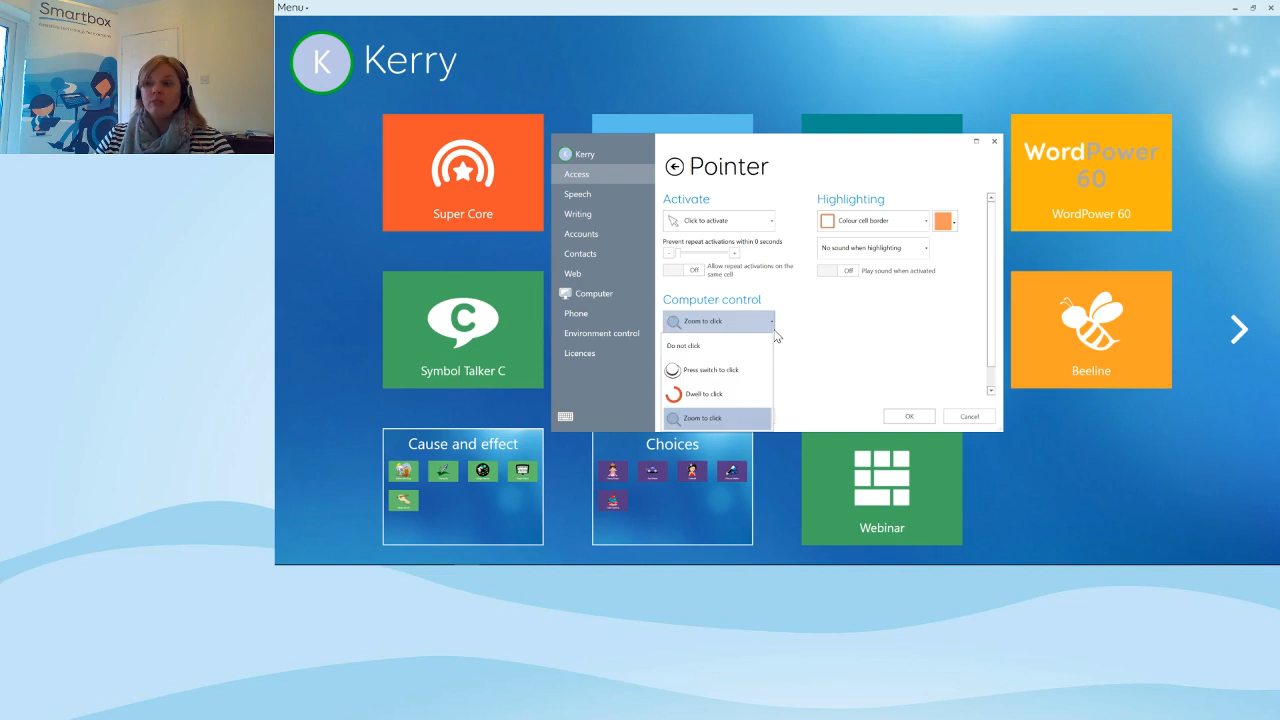 Smartbox
Menu
K
Kerry
Super Core
WordPower
60
WordPower 60
Symbol Talker C
C
Beeline
Cause and effect
Choices
Webinar
Kerry
Access
Speech
Writing
Accounts
Contacts
Web
Computer
Phone
Environment control
Licences
Pointer
Activate
Click to activate
Prevent repeat activations within 0 seconds
-
+
Off
Allow repeat activations on the
same cell
Highlighting
Colour cell border
No sound when highlighting
Off
Play sound when activated
Computer control
Zoom to click
Do not click
Press switch to click
Dwell to click
Zoom to click
OK
Cancel